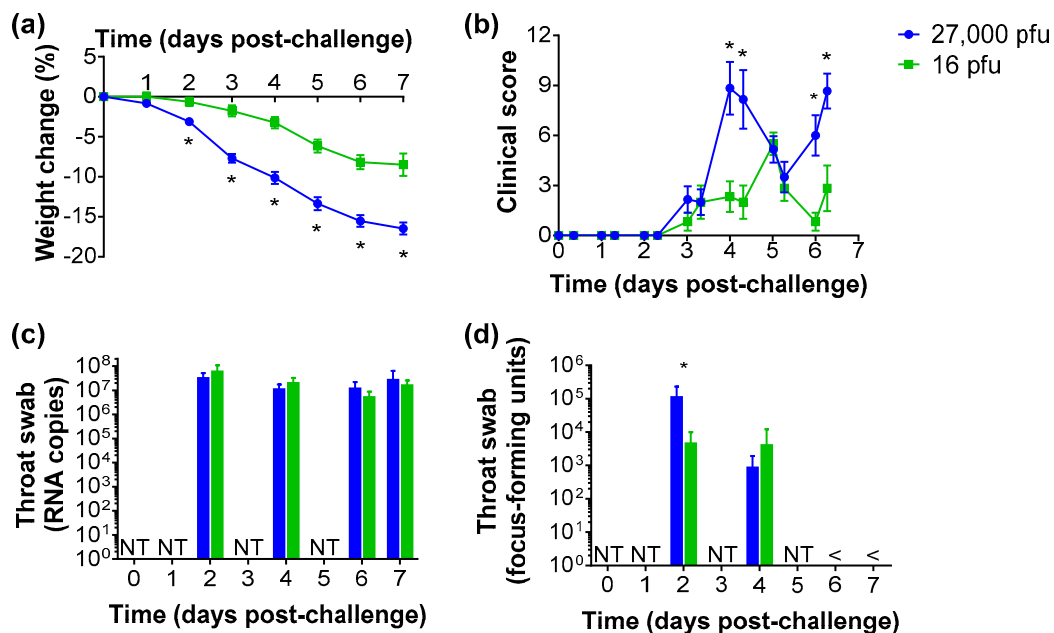 (a)
Time (days post-challenge)
Weight change (%)
5
0
-5
-10
-15
-20
1 2 3 4 5 6 7
* * * * * *
(b)
Clinical score
12
9
6
3
0
* * * *
0 1 2 3 4 5 6 7
Time (days post-challenge)
27,000 pfu
16 pfu
(c)
Throat swab
(RNA copies)
10^8
10^7
10^6
10^5
10^4
10^3
10^2
10^1
10^0
NT NT NT NT
0 1 2 3 4 5 6 7
Time (days post-challenge)
(d)
Throat swab
(focus-forming units)
10^6
10^5
10^4
10^3
10^2
10^1
10^0
*
NT NT NT NT < <
0 1 2 3 4 5 6 7
Time (days post-challenge)